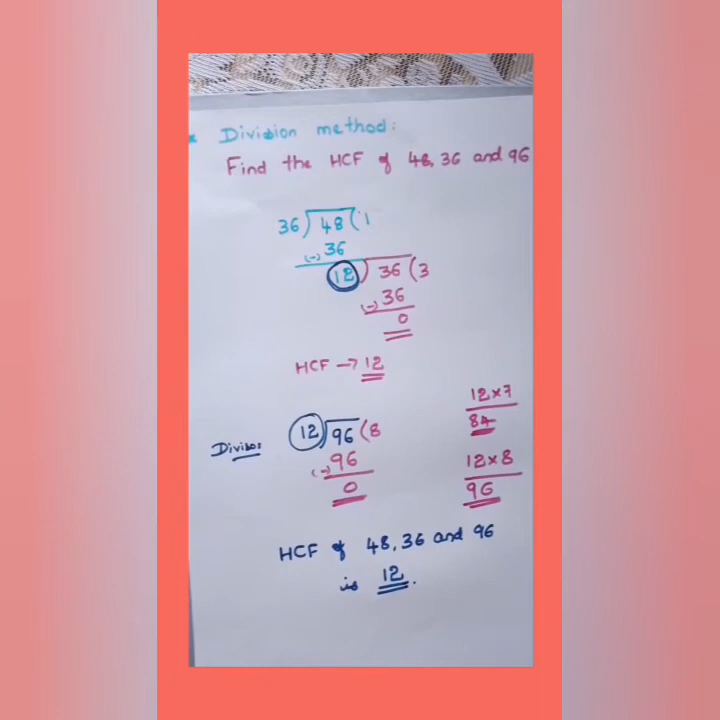 * Division method:
Find the HCF of 48, 36 and 96
36) 48 (1
(-) 36
12) 36 (3
(-) 36
0
HCF → 12
12 × 7
84
Divisor 12) 96 (8
(-) 96
0
12 × 8
96
HCF of 48, 36 and 96
is 12.